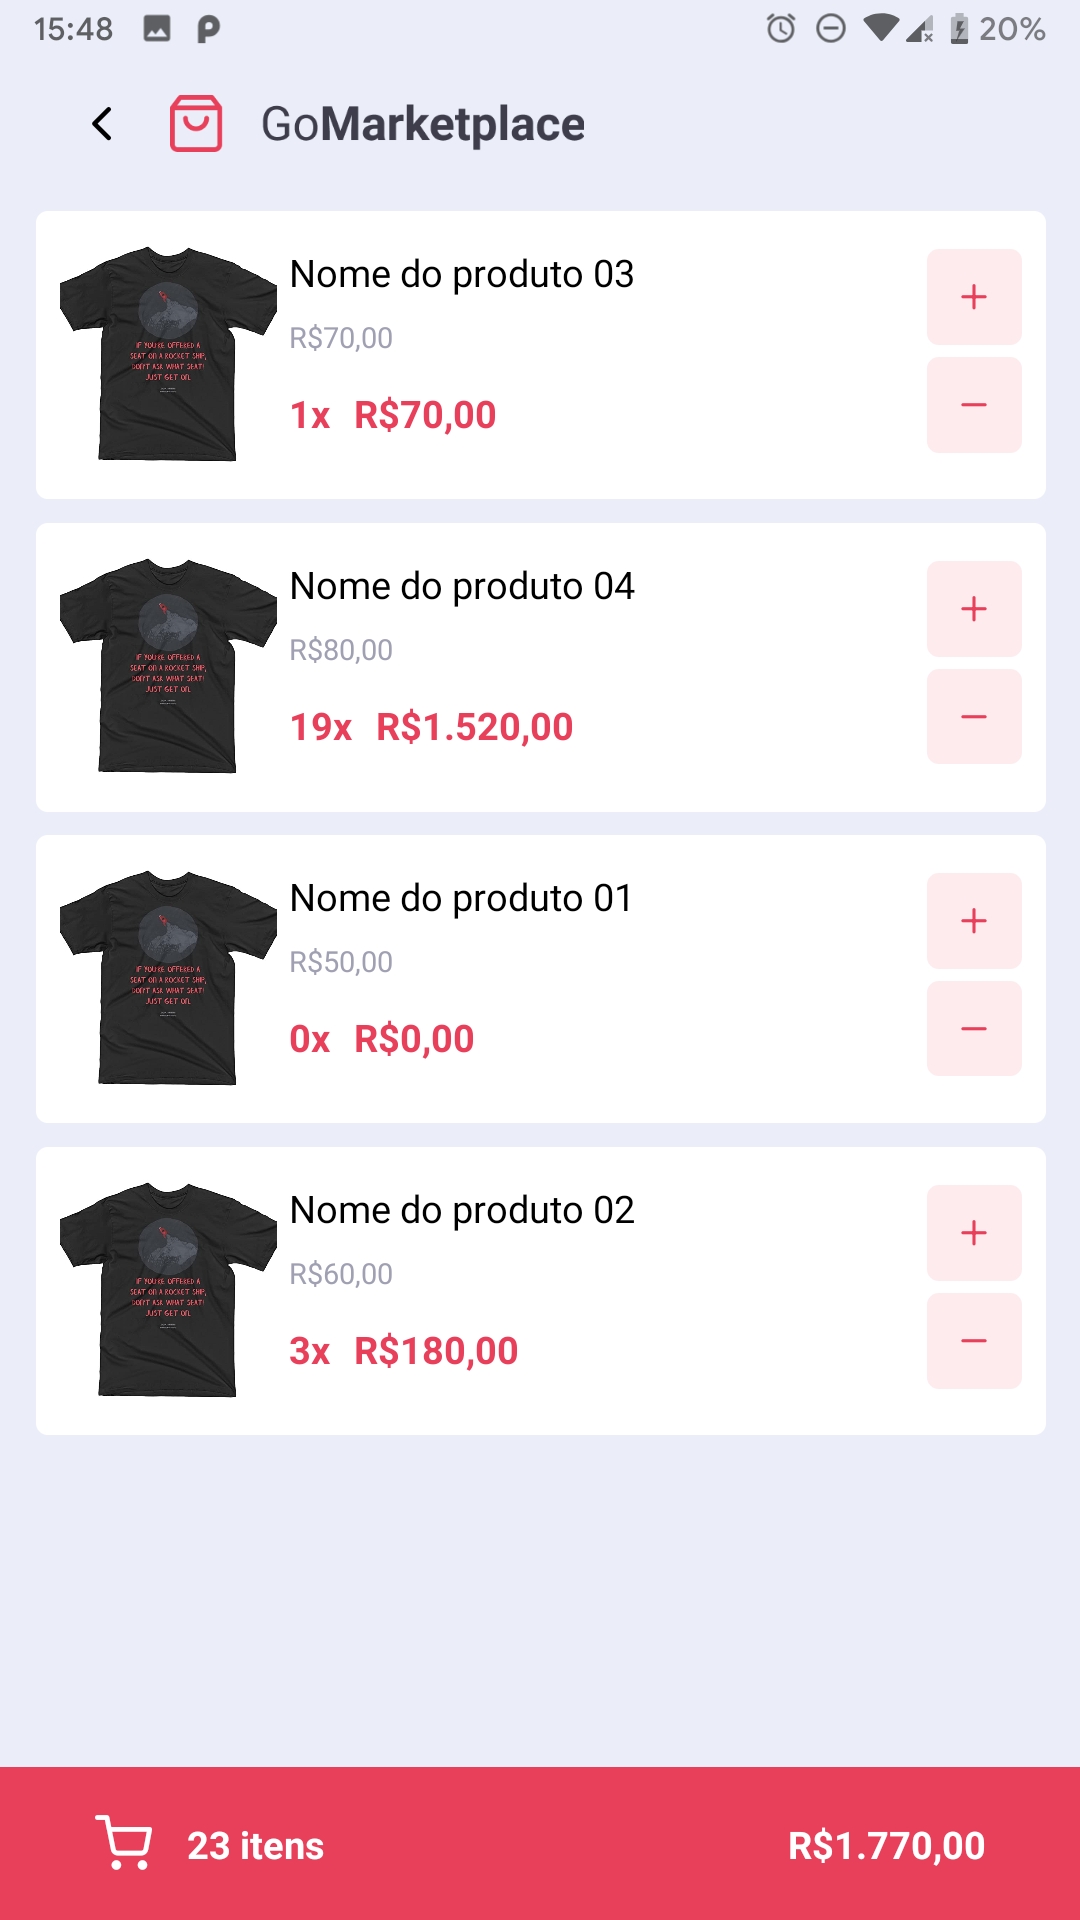 15:48 20%
GoMarketplace
Nome do produto 03
R$70,00
1x R$70,00
+
−
IF YOU'RE OFFERED A
SEAT ON A ROCKET SHIP,
DON'T ASK WHAT SEAT!
JUST GET ON.
Nome do produto 04
R$80,00
19x R$1.520,00
+
−
IF YOU'RE OFFERED A
SEAT ON A ROCKET SHIP,
DON'T ASK WHAT SEAT!
JUST GET ON.
Nome do produto 01
R$50,00
0x R$0,00
+
−
IF YOU'RE OFFERED A
SEAT ON A ROCKET SHIP,
DON'T ASK WHAT SEAT!
JUST GET ON.
Nome do produto 02
R$60,00
3x R$180,00
+
−
IF YOU'RE OFFERED A
SEAT ON A ROCKET SHIP,
DON'T ASK WHAT SEAT!
JUST GET ON.
23 itens R$1.770,00